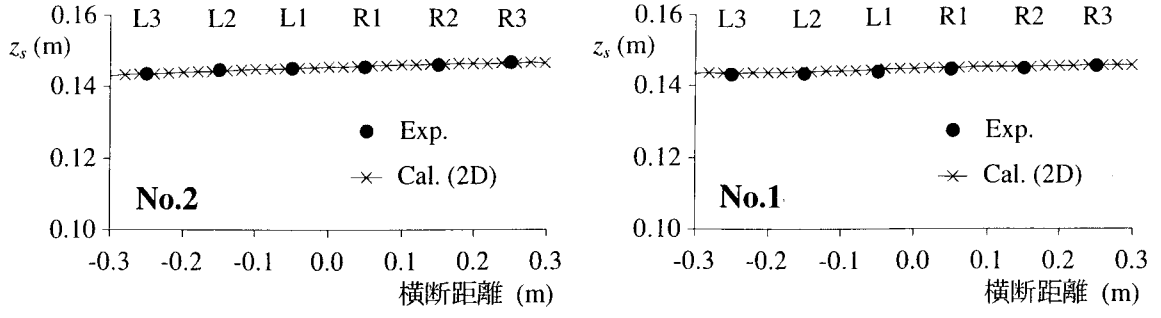 0.16 L3 L2 L1 R1 R2 R3
zs (m)
0.14
Exp.
0.12
Cal. (2D)
No.2
0.10
-0.3 -0.2 -0.1 0.0 0.1 0.2 0.3
横断距離 (m)
0.16 L3 L2 L1 R1 R2 R3
zs (m)
0.14
Exp.
0.12
Cal. (2D)
No.1
0.10
-0.3 -0.2 -0.1 0.0 0.1 0.2 0.3
横断距離 (m)